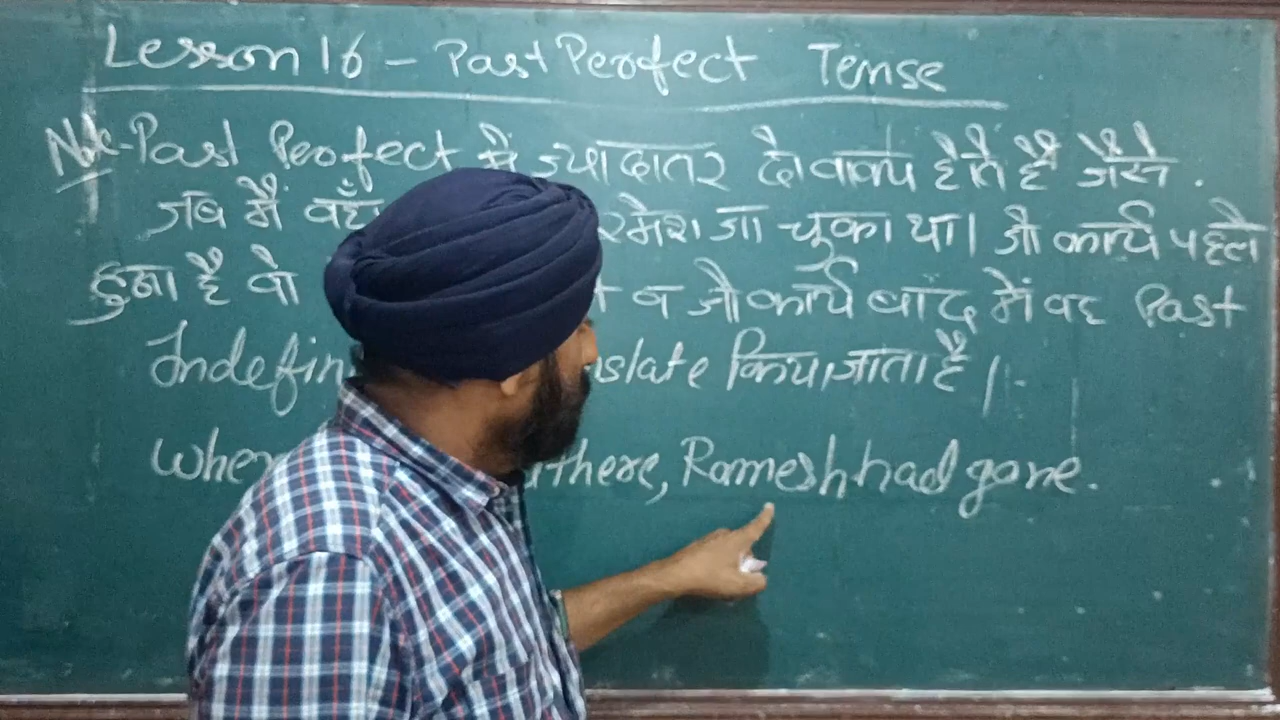 Lesson 16 - Past Perfect Tense
Note-Past Perfect में ज्यादातर दो वाक्य होते है जैसे .
जब मैं वहाँ रमेश जा चुका था। जो कार्य पहले
हुआ है वो व जो कार्य बाद में वह Past
Indefin nslate किया जाता है।-
When there, Ramesh had gone.